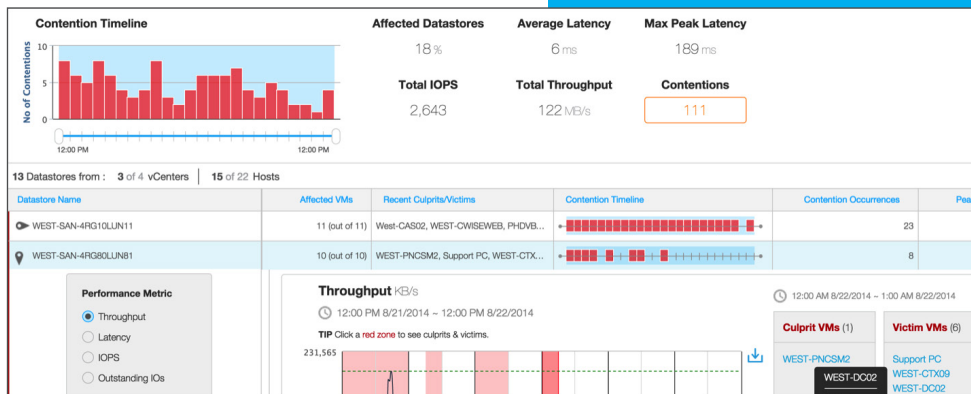 Contention Timeline
No of Contentions
10
5
0
12:00 PM
12:00 PM
Affected Datastores
18 %
Average Latency
6 ms
Max Peak Latency
189 ms
Total IOPS
2,643
Total Throughput
122 MB/s
Contentions
111
13 Datastores from : 3 of 4 vCenters | 15 of 22 Hosts
Datastore Name Affected VMs Recent Culprits/Victims Contention Timeline Contention Occurrences Pea
WEST-SAN-4RG10LUN11 11 (out of 11) West-CAS02, WEST-CWISEWEB, PHDVB... 23
WEST-SAN-4RG80LUN81 10 (out of 10) WEST-PNCSM2, Support PC, WEST-CTX... 8
Performance Metric
Throughput
Latency
IOPS
Outstanding IOs
Throughput KB/s
12:00 PM 8/21/2014 ~ 12:00 PM 8/22/2014
TIP Click a red zone to see culprits & victims.
231,565
12:00 AM 8/22/2014 ~ 1:00 AM 8/22/2014
Culprit VMs (1)
WEST-PNCSM2
WEST-DC02
Victim VMs (6)
Support PC
WEST-CTX09
WEST-DC02